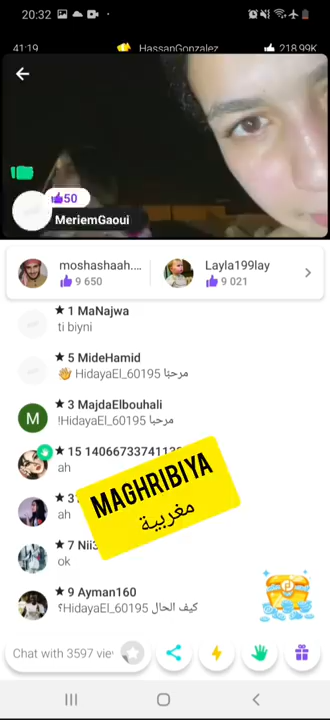 20:32
41:19
HassanGonzalez
218.99K
50
MeriemGaoui
moshashaah....
9 650
Layla199lay
9 021
★ 1 MaNajwa
ti biyni
★ 5 MideHamid
HidayaEl_60195 مرحبًا
★ 3 MajdaElbouhali
M
!HidayaEl_60195 مرحبا
★ 15
ah
ah
★ 7
ok
MAGHRIBIYA
مغربية
★ 9 Ayman160
HidayaEl_60195 كيف الحال؟
Chat with 3597 vie